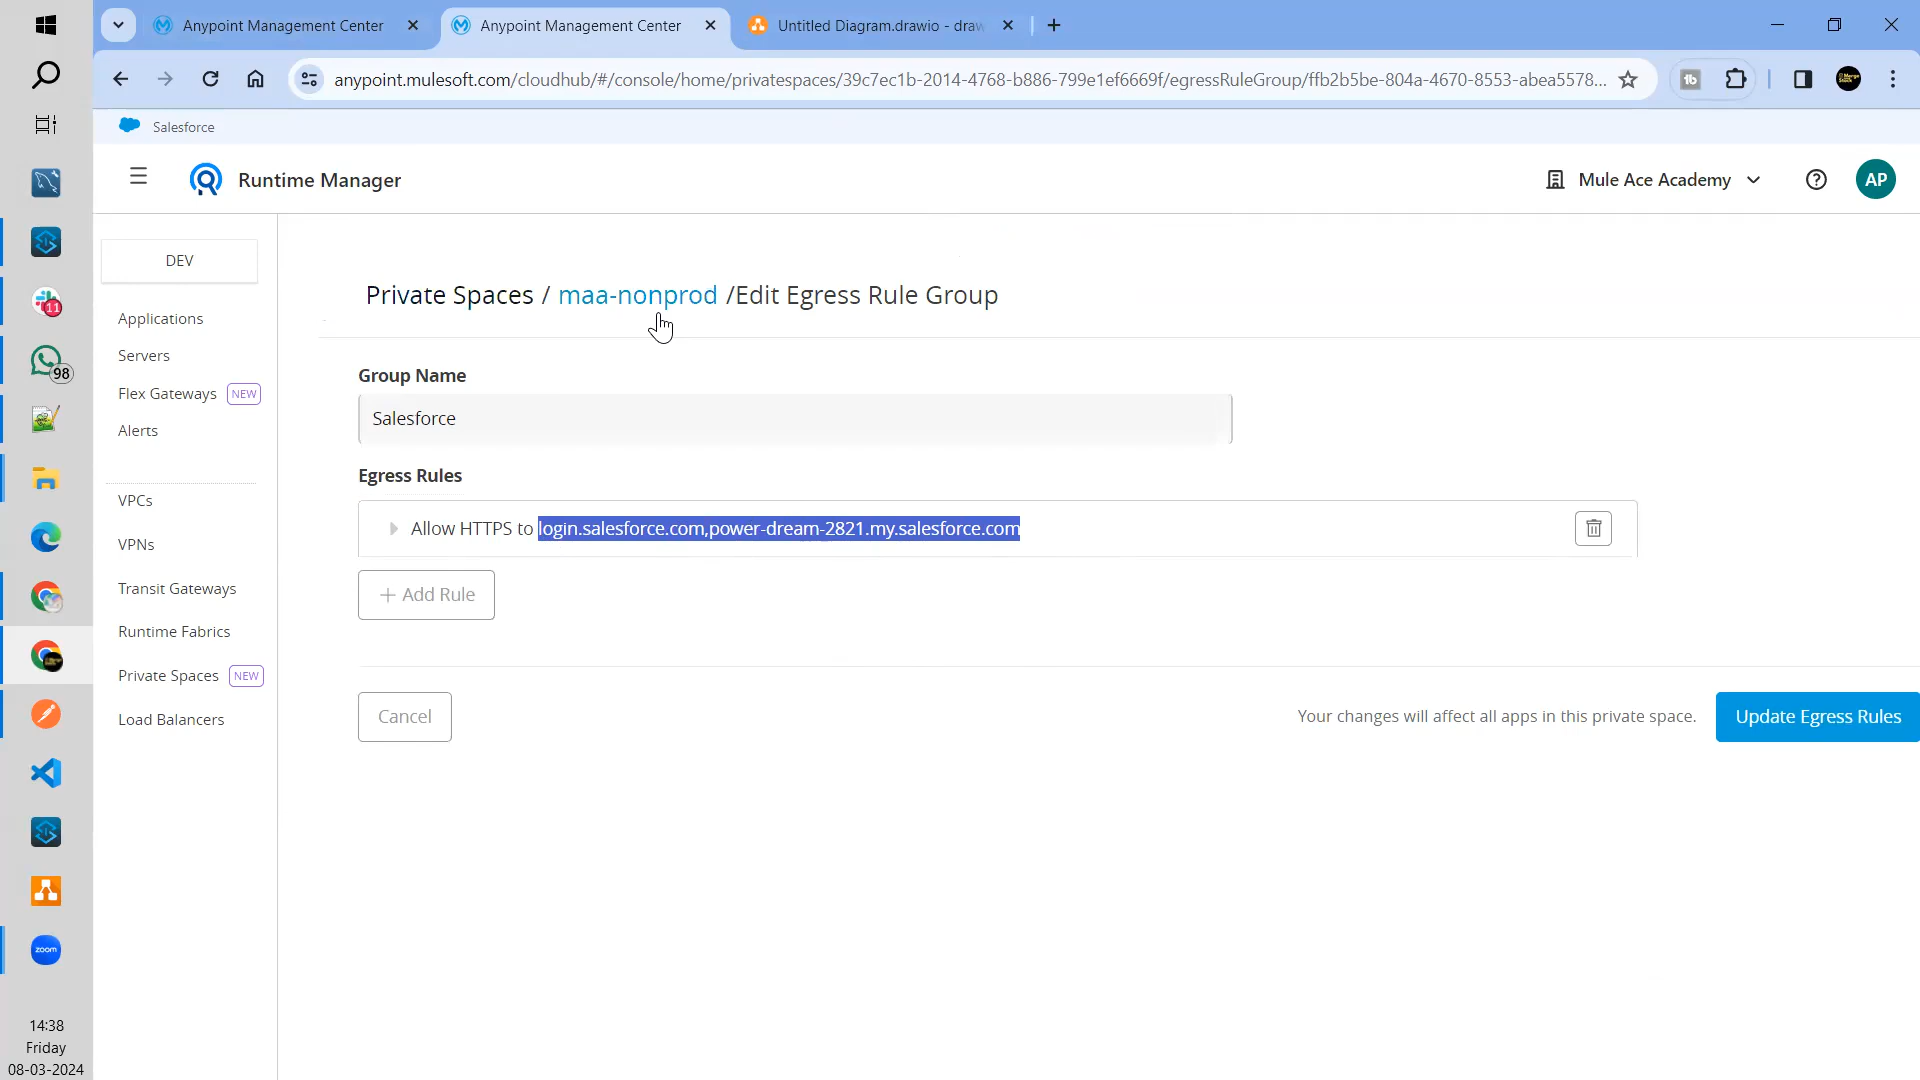 Anypoint Management Center
Anypoint Management Center
Untitled Diagram.drawio - draw
anypoint.mulesoft.com/cloudhub/#/console/home/privatespaces/39c7ec1b-2014-4768-b886-799e1ef6669f/egressRuleGroup/ffb2b5be-804a-4670-8553-abea5578...
Salesforce
Runtime Manager
Mule Ace Academy
AP
DEV
Applications
Servers
Flex Gateways NEW
Alerts
VPCs
VPNs
Transit Gateways
Runtime Fabrics
Private Spaces NEW
Load Balancers
Private Spaces / maa-nonprod /Edit Egress Rule Group
Group Name
Salesforce
Egress Rules
Allow HTTPS to login.salesforce.com,power-dream-2821.my.salesforce.com
+ Add Rule
Cancel
Your changes will affect all apps in this private space.
Update Egress Rules
11
98
zoom
14:38
Friday
08-03-2024